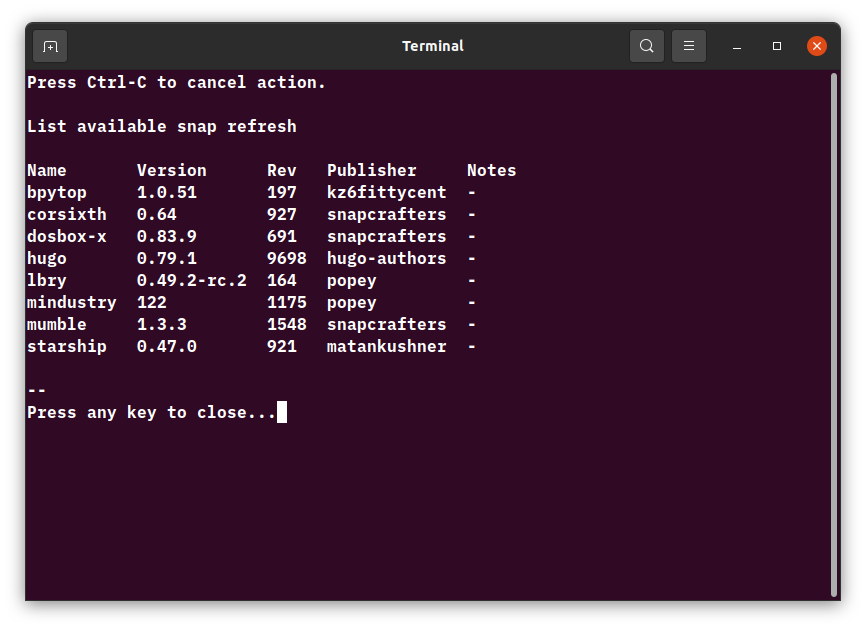 Terminal
Press Ctrl-C to cancel action.
List available snap refresh
Name       Version      Rev   Publisher     Notes
bpytop     1.0.51       197   kz6fittycent  -
corsixth   0.64         927   snapcrafters  -
dosbox-x   0.83.9       691   snapcrafters  -
hugo       0.79.1       9698  hugo-authors  -
lbry       0.49.2-rc.2  164   popey         -
mindustry  122          1175  popey         -
mumble     1.3.3        1548  snapcrafters  -
starship   0.47.0       921   matankushner  -
--
Press any key to close...